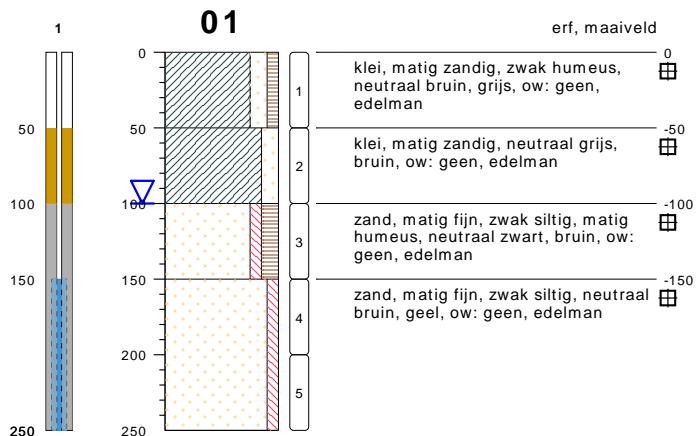 1
01
erf, maaiveld
0
0
klei, matig zandig, zwak humeus,
neutraal bruin, grijs, ow: geen,
edelman
1
50
50
-50
klei, matig zandig, neutraal grijs,
bruin, ow: geen, edelman
2
100
100
-100
zand, matig fijn, zwak siltig, matig
humeus, neutraal zwart, bruin, ow:
geen, edelman
3
150
150
-150
zand, matig fijn, zwak siltig, neutraal
bruin, geel, ow: geen, edelman
4
200
200
5
250
250